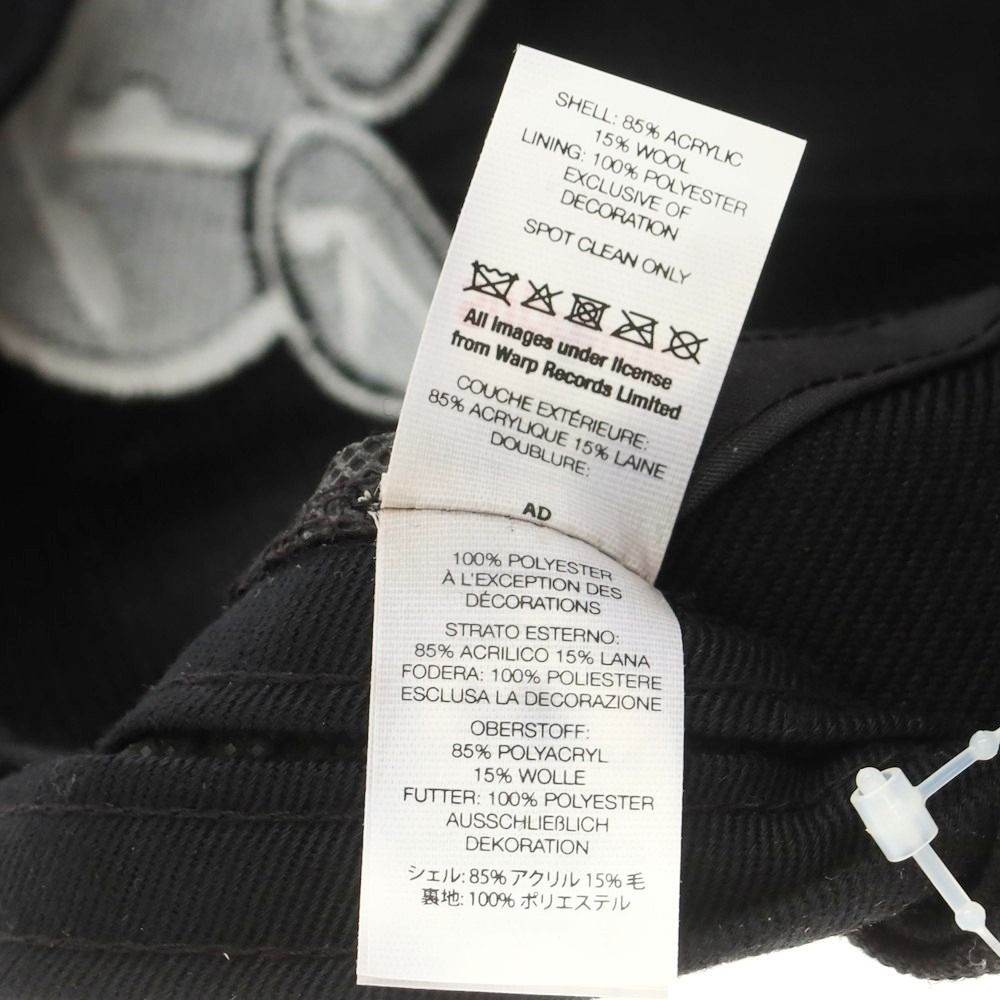 SHELL: 85% ACRYLIC
15% WOOL
LINING: 100% POLYESTER
EXCLUSIVE OF
DECORATION
SPOT CLEAN ONLY
All Images under license
from Warp Records Limited
COUCHE EXTÉRIEURE:
85% ACRYLIQUE 15% LAINE
DOUBLURE:
AD
100% POLYESTER
À L'EXCEPTION DES
DÉCORATIONS
STRATO ESTERNO:
85% ACRILICO 15% LANA
FODERA: 100% POLIESTERE
ESCLUSA LA DECORAZIONE
OBERSTOFF:
85% POLYACRYL
15% WOLLE
FUTTER: 100% POLYESTER
AUSSCHLIEßLICH
DEKORATION
シェル: 85% アクリル 15% 毛
裏地: 100% ポリエステル